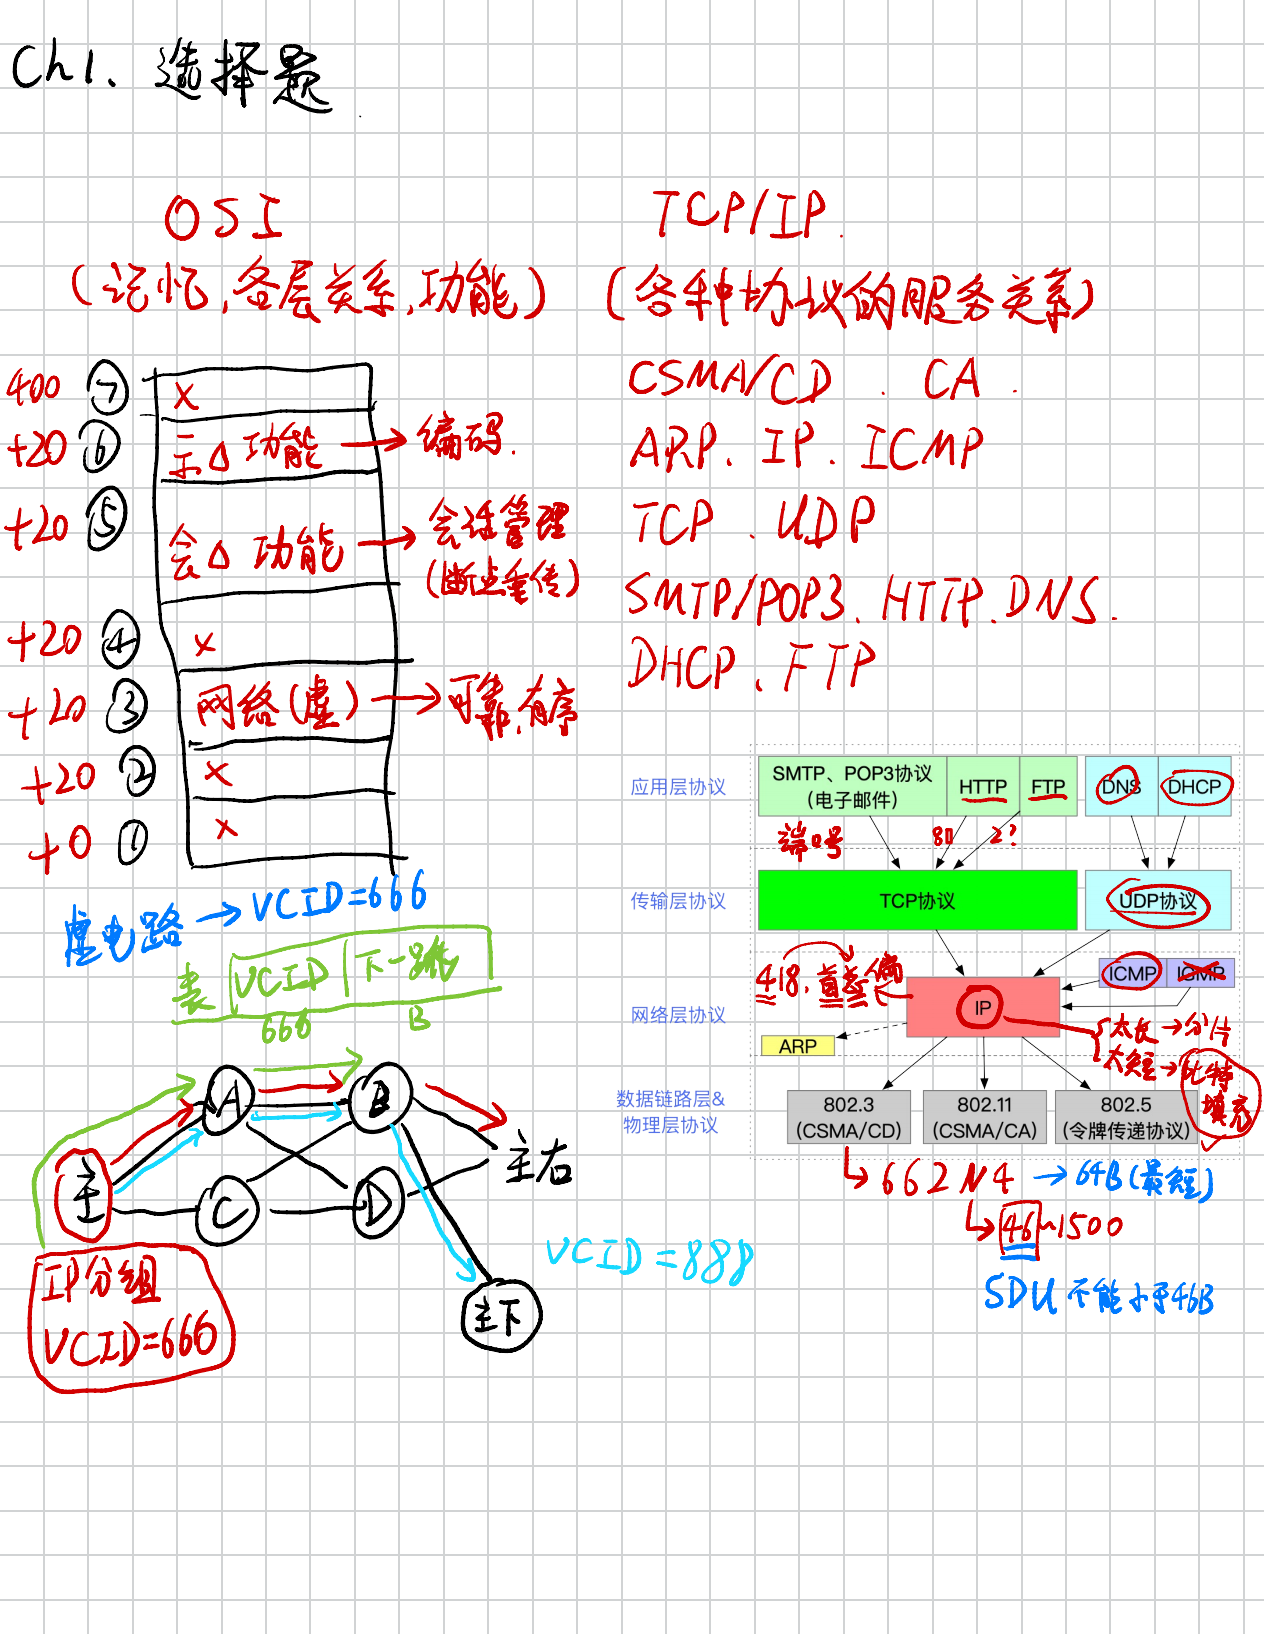 Ch1、选择题
OSI
(记忆,各层关系,功能)
400 ⑦ ×
+20 ⑥ 示△功能 → 编码.
+20 ⑤ 会△功能 → 会话管理
(断点重传)
+20 ④ ×
+20 ③ 网络(虚) → 可靠,有序
+20 ② ×
+0 ① ×
TCP/IP.
(各种协议的服务关系)
CSMA/CD 、CA.
ARP、IP、ICMP
TCP、UDP
SMTP/POP3、HTTP、DNS.
DHCP、FTP
虚电路 → VCID=666
表 VCID 下一跳
666 B
A B
主 C D 主右
主下
IP分组
VCID=666
VCID=888
应用层协议
SMTP、POP3协议
(电子邮件)
HTTP FTP DNS DHCP
端口号 80 2?
传输层协议
TCP协议 UDP协议
418、首总偏
网络层协议
IP ICMP IGMP
ARP
太长→分片
太短→比特
填充
数据链路层&
物理层协议
802.3
(CSMA/CD)
802.11
(CSMA/CA)
802.5
(令牌传递协议)
662N4 → 64B(最短)
46~1500
SDU不能小于46B